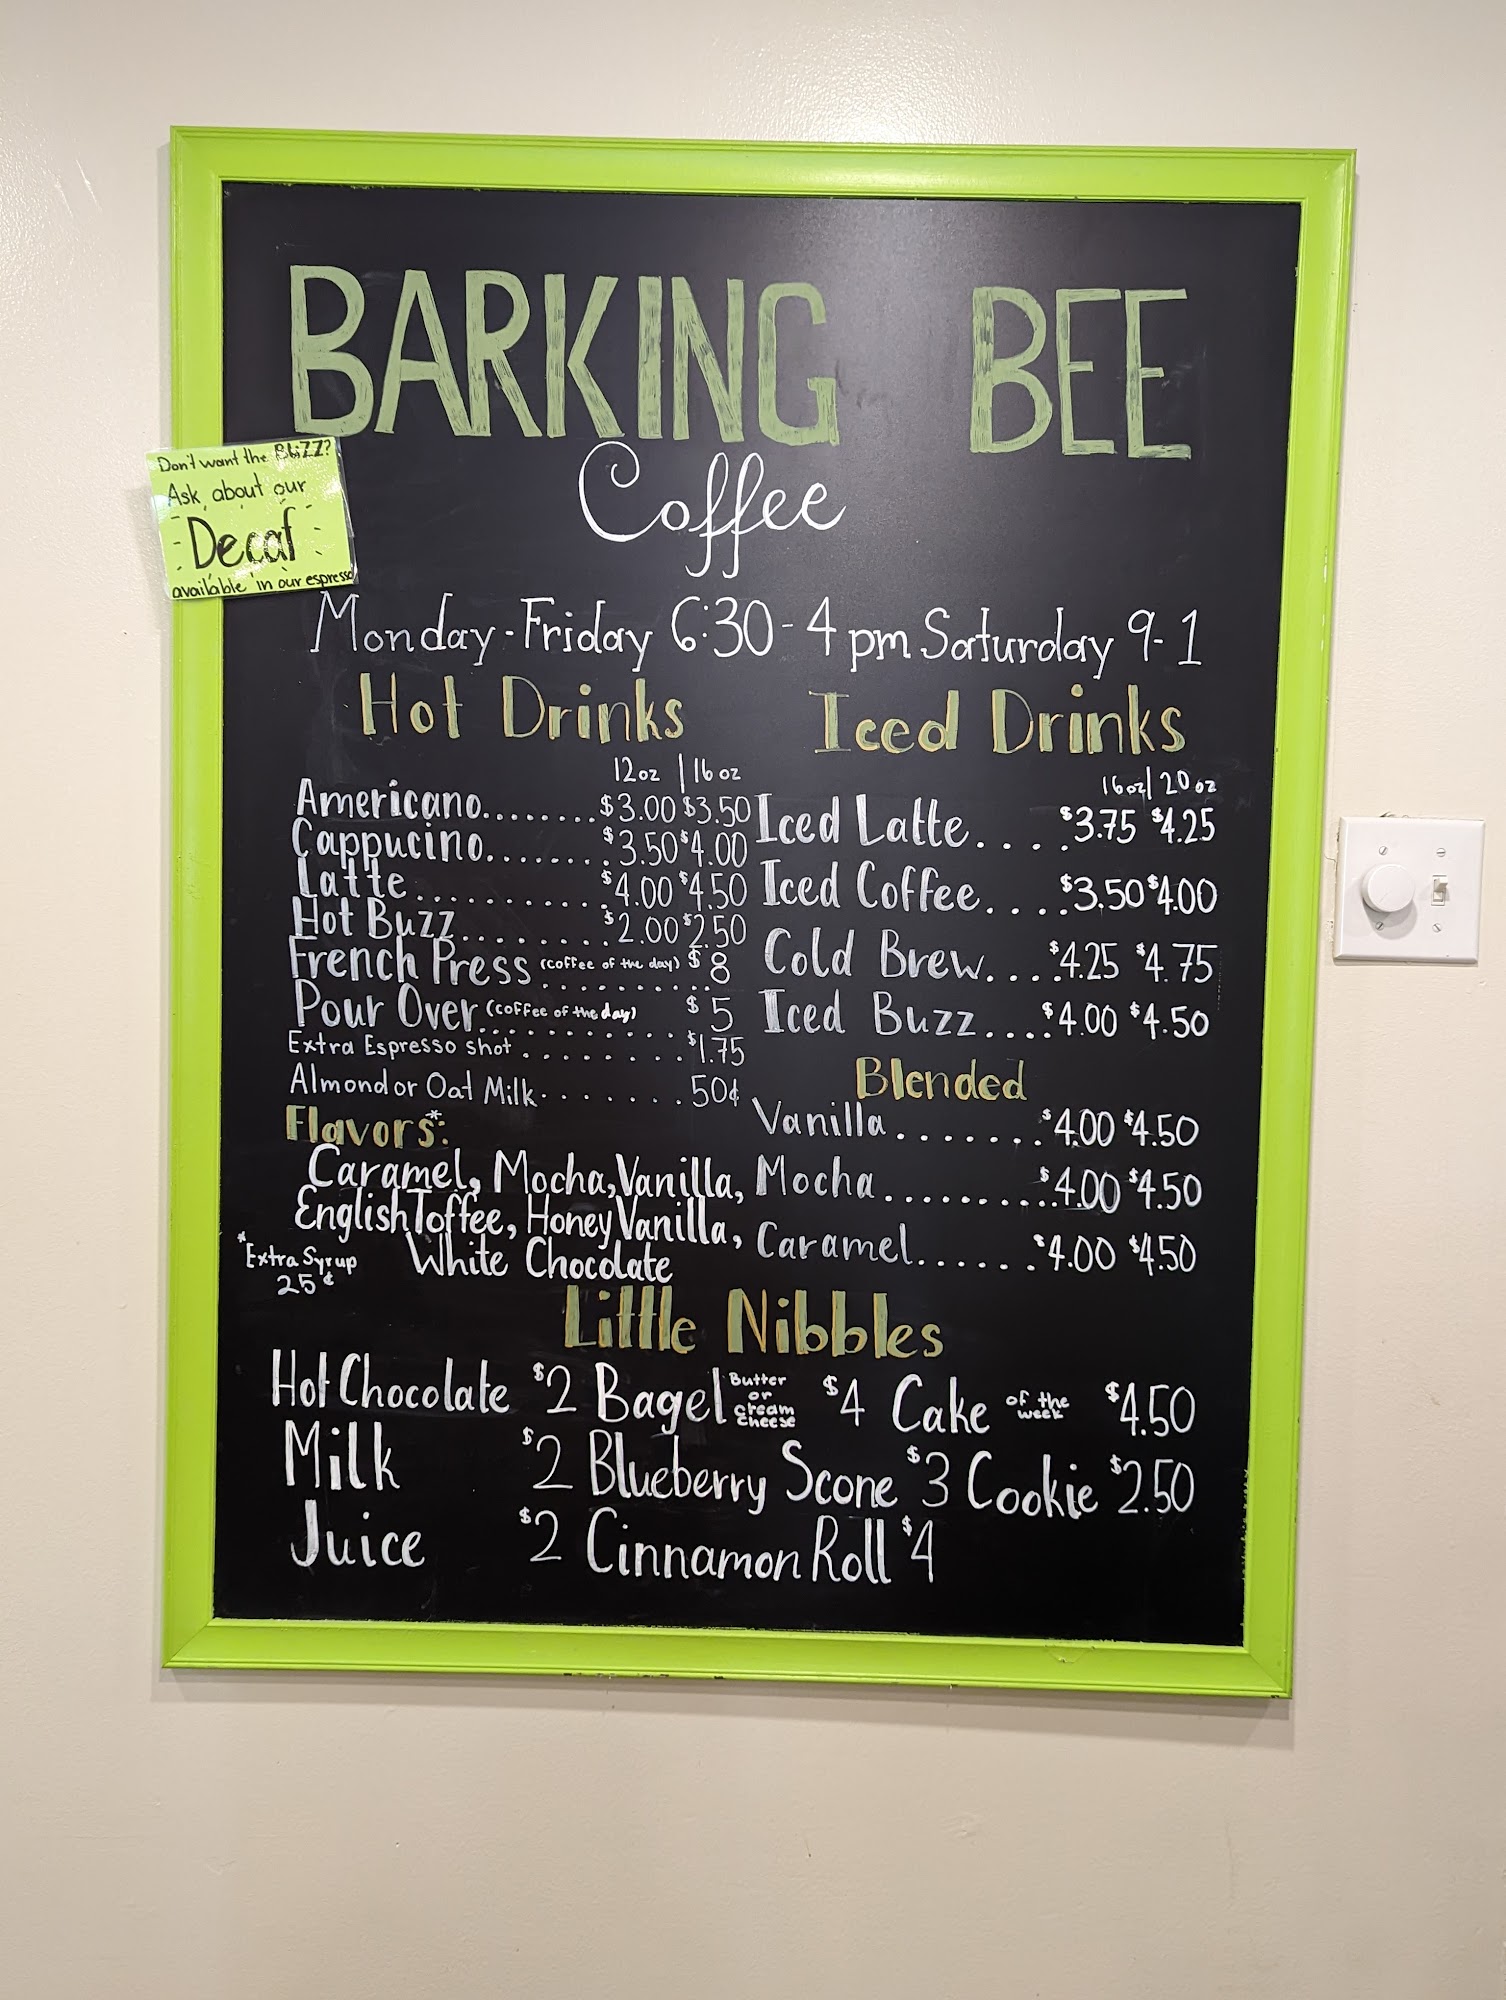 BARKING BEE
Coffee
Don't want the BUZZ?
Ask about our
Decaf
available in our espresso
Monday-Friday 6:30-4pm Saturday 9-1
Hot Drinks
12oz | 16oz
Americano........$3.00 $3.50
Cappucino........$3.50 $4.00
Latte...........$4.00 $4.50
Hot Buzz........$2.00 $2.50
French Press (coffee of the day) $8
Pour Over (coffee of the day) $5
Extra Espresso shot.........$1.75
Almond or Oat Milk.......50¢
Flavors*:
Caramel, Mocha, Vanilla,
English Toffee, Honey Vanilla,
White Chocolate
*Extra Syrup
25¢
Iced Drinks
16oz | 20oz
Iced Latte.....$3.75 $4.25
Iced Coffee....$3.50 $4.00
Cold Brew....$4.25 $4.75
Iced Buzz....$4.00 $4.50
Blended
Vanilla.......$4.00 $4.50
Mocha.........$4.00 $4.50
Caramel......$4.00 $4.50
Little Nibbles
Hot Chocolate $2 Bagel Butter or cream cheese $4 Cake of the week $4.50
Milk $2 Blueberry Scone $3 Cookie $2.50
Juice $2 Cinnamon Roll $4